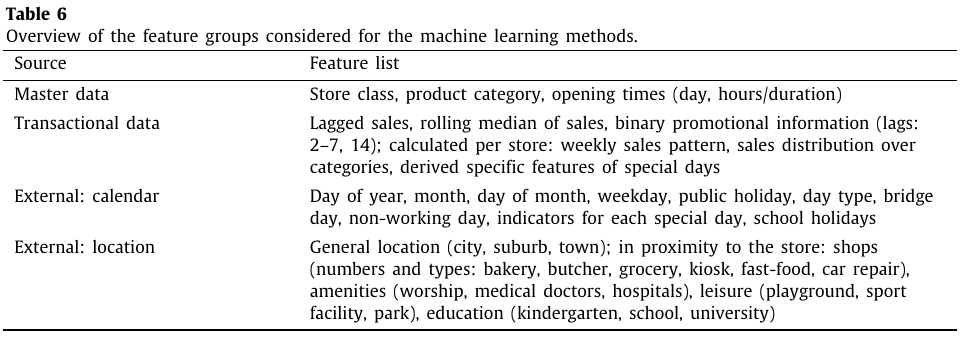 Table 6
Overview of the feature groups considered for the machine learning methods.
Source Feature list
Master data Store class, product category, opening times (day, hours/duration)
Transactional data Lagged sales, rolling median of sales, binary promotional information (lags:
2–7, 14); calculated per store: weekly sales pattern, sales distribution over
categories, derived specific features of special days
External: calendar Day of year, month, day of month, weekday, public holiday, day type, bridge
day, non-working day, indicators for each special day, school holidays
External: location General location (city, suburb, town); in proximity to the store: shops
(numbers and types: bakery, butcher, grocery, kiosk, fast-food, car repair),
amenities (worship, medical doctors, hospitals), leisure (playground, sport
facility, park), education (kindergarten, school, university)